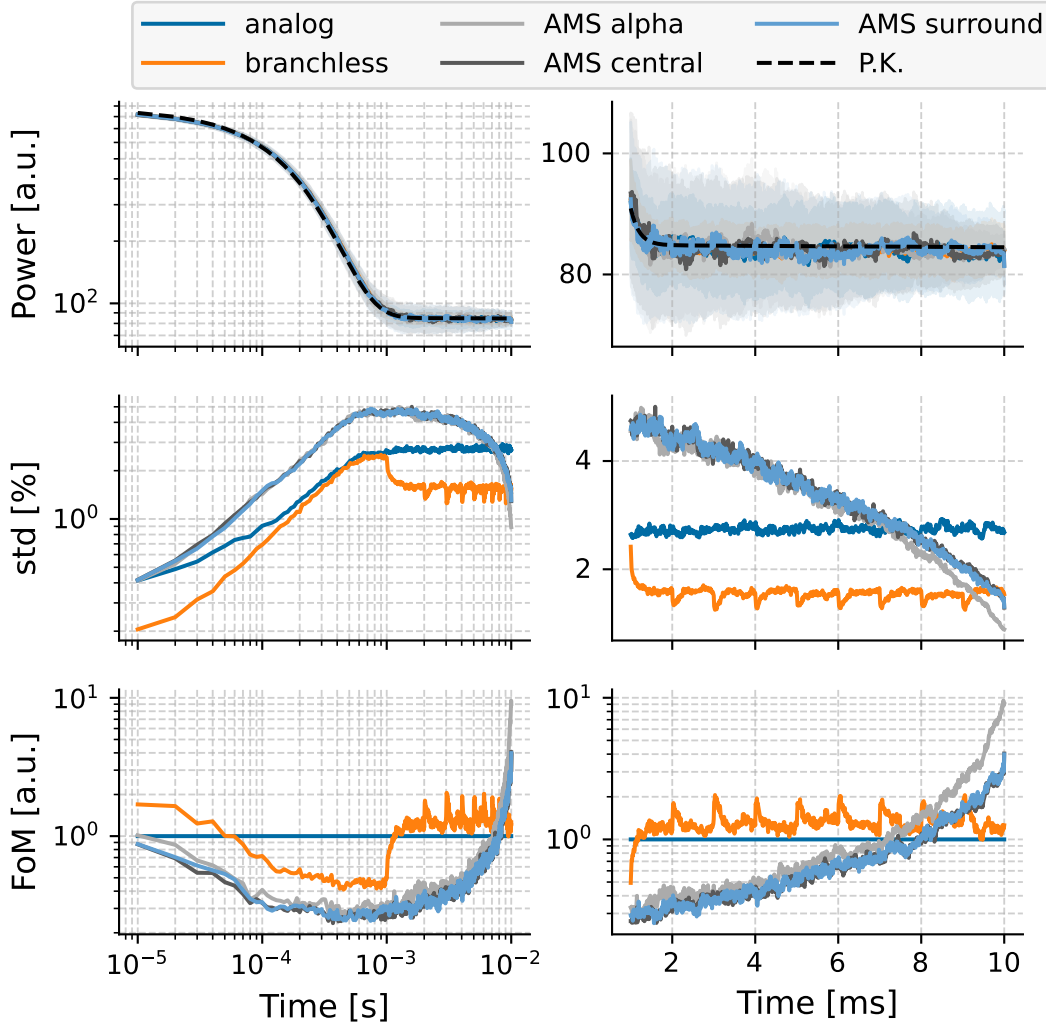 analog AMS alpha AMS surround
branchless AMS central P.K.
Power [a.u.]
10²
100
80
std [%]
10⁰
4
2
FoM [a.u.]
10¹
10⁰
10¹
10⁰
10⁻⁵ 10⁻⁴ 10⁻³ 10⁻²
2 4 6 8 10
Time [s]
Time [ms]